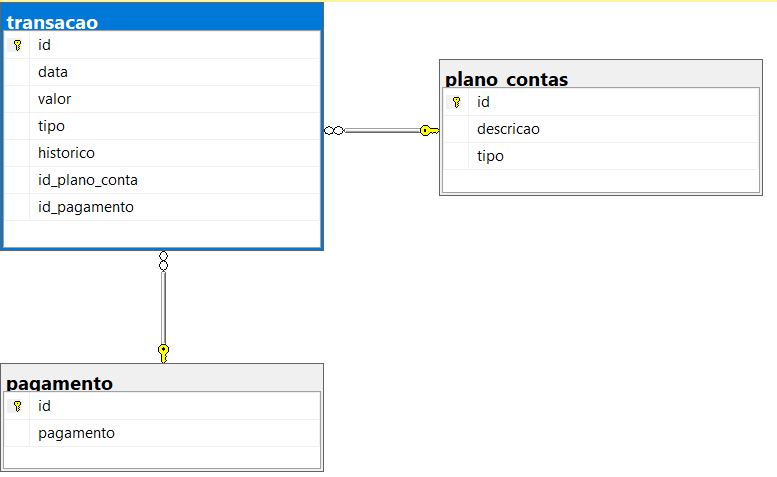 transacao
id
data
valor
tipo
historico
id_plano_conta
id_pagamento
plano_contas
id
descricao
tipo
pagamento
id
pagamento